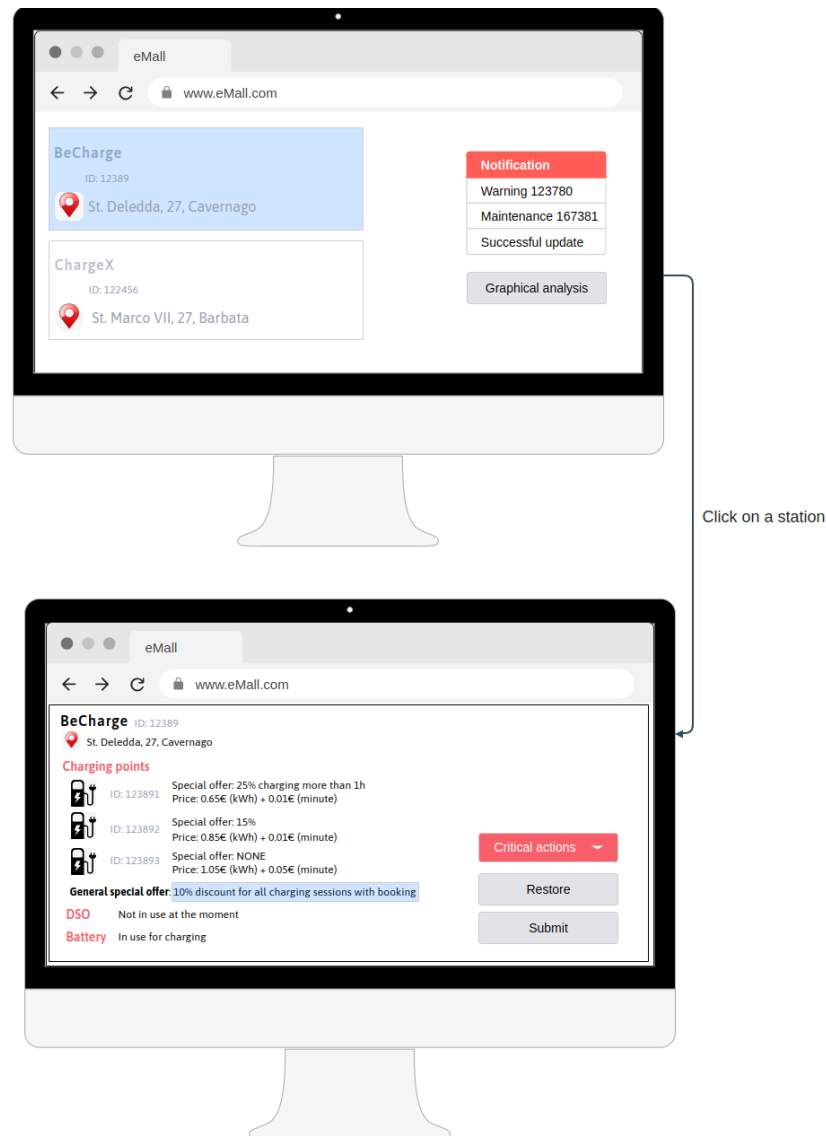 eMall
www.eMall.com
BeCharge
ID: 12389
St. Deledda, 27, Cavernago
ChargeX
ID: 122456
St. Marco VII, 27, Barbata
Notification
Warning 123780
Maintenance 167381
Successful update
Graphical analysis
Click on a station
eMall
www.eMall.com
BeCharge ID: 12389
St. Deledda, 27, Cavernago
Charging points
ID: 123891
Special offer: 25% charging more than 1h
Price: 0.65€ (kWh) + 0.01€ (minute)
ID: 123892
Special offer: 15%
Price: 0.85€ (kWh) + 0.01€ (minute)
ID: 123893
Special offer: NONE
Price: 1.05€ (kWh) + 0.05€ (minute)
General special offer: 10% discount for all charging sessions with booking
DSO Not in use at the moment
Battery In use for charging
Critical actions
Restore
Submit